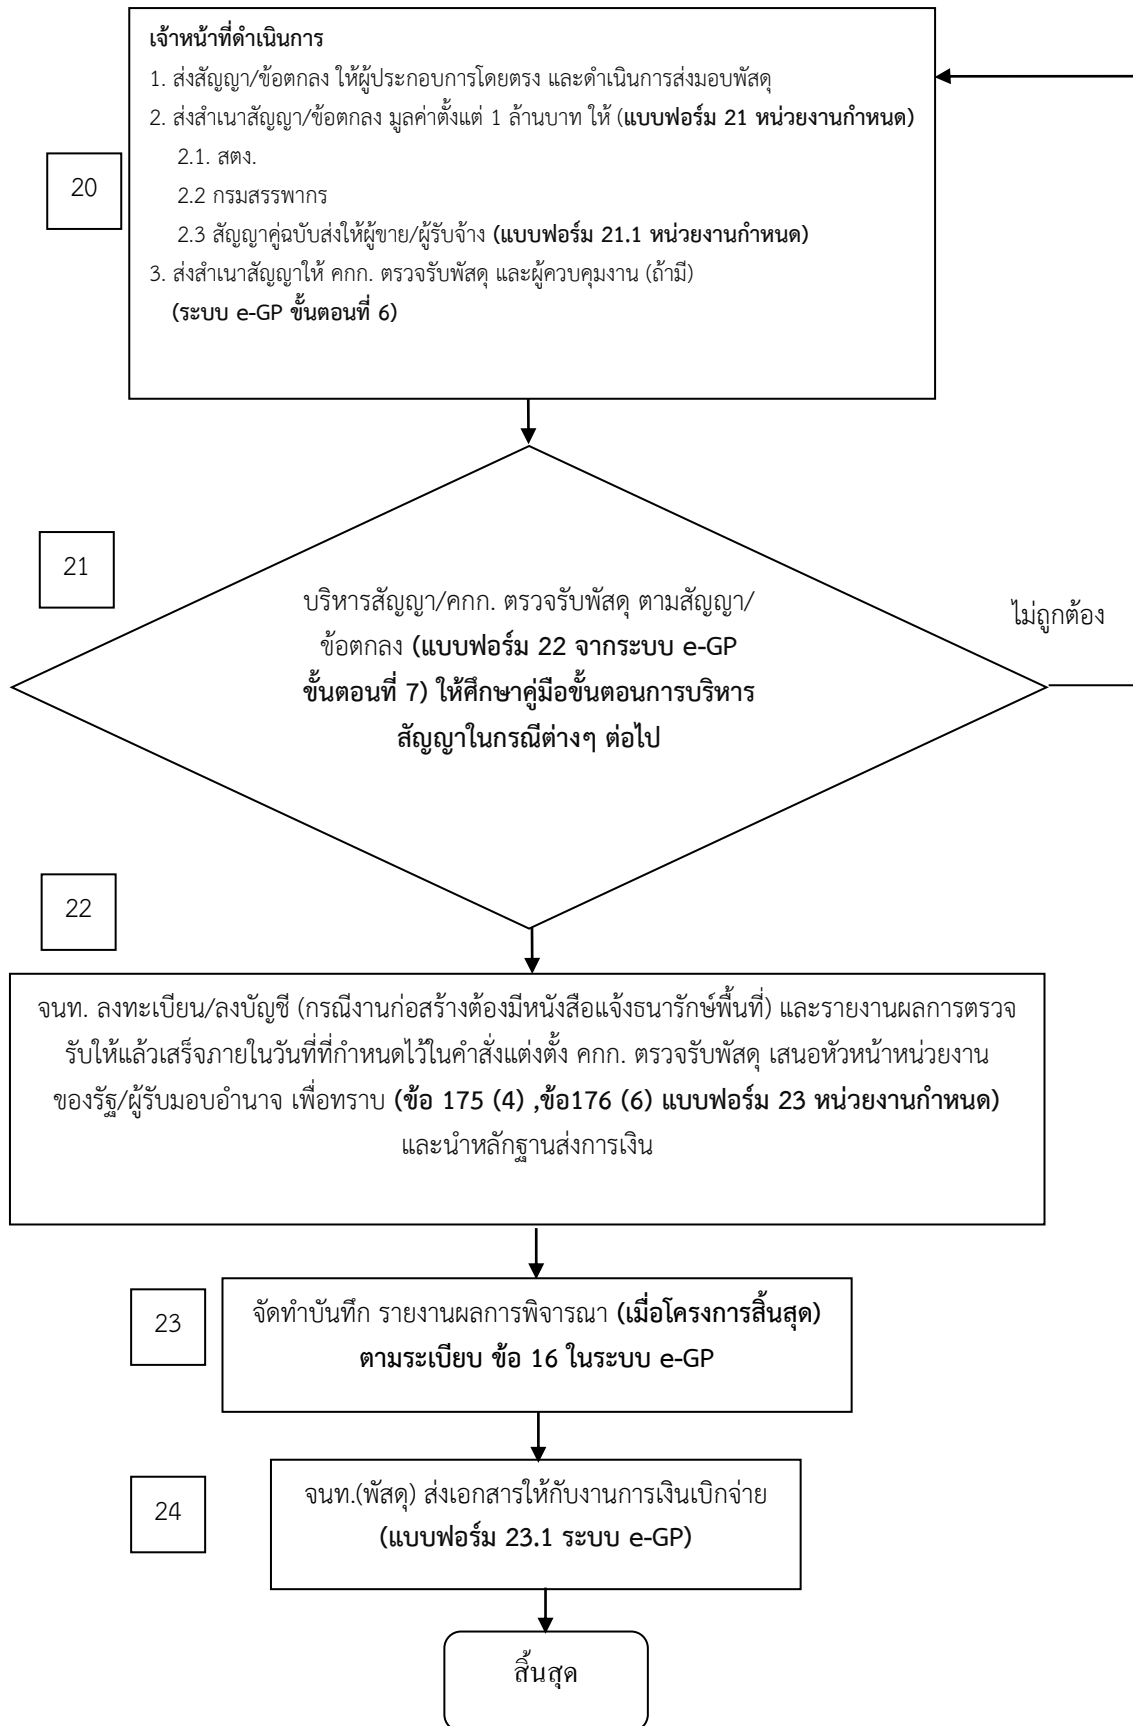 เจ้าหน้าที่ดำเนินการ
1. ส่งสัญญา/ข้อตกลง ให้ผู้ประกอบการโดยตรง และดำเนินการส่งมอบพัสดุ
2. ส่งสำเนาสัญญา/ข้อตกลง มูลค่าตั้งแต่ 1 ล้านบาท ให้ (แบบฟอร์ม 21 หน่วยงานกำหนด)
2.1. สตง.
20
2.2 กรมสรรพากร
2.3 สัญญาคู่ฉบับส่งให้ผู้ขาย/ผู้รับจ้าง (แบบฟอร์ม 21.1 หน่วยงานกำหนด)
3. ส่งสำเนาสัญญาให้ คกก. ตรวจรับพัสดุ และผู้ควบคุมงาน (ถ้ามี)
(ระบบ e-GP ขั้นตอนที่ 6)
21
บริหารสัญญา/คกก. ตรวจรับพัสดุ ตามสัญญา/
ข้อตกลง (แบบฟอร์ม 22 จากระบบ e-GP
ขั้นตอนที่ 7) ให้ศึกษาคู่มือขั้นตอนการบริหาร
สัญญาในกรณีต่างๆ ต่อไป
ไม่ถูกต้อง
22
จนท. ลงทะเบียน/ลงบัญชี (กรณีงานก่อสร้างต้องมีหนังสือแจ้งธนารักษ์พื้นที่) และรายงานผลการตรวจ
รับให้แล้วเสร็จภายในวันที่ที่กำหนดไว้ในคำสั่งแต่งตั้ง คกก. ตรวจรับพัสดุ เสนอหัวหน้าหน่วยงาน
ของรัฐ/ผู้รับมอบอำนาจ เพื่อทราบ (ข้อ 175 (4) ,ข้อ176 (6) แบบฟอร์ม 23 หน่วยงานกำหนด)
และนำหลักฐานส่งการเงิน
23
จัดทำบันทึก รายงานผลการพิจารณา (เมื่อโครงการสิ้นสุด)
ตามระเบียบ ข้อ 16 ในระบบ e-GP
24
จนท.(พัสดุ) ส่งเอกสารให้กับงานการเงินเบิกจ่าย
(แบบฟอร์ม 23.1 ระบบ e-GP)
สิ้นสุด